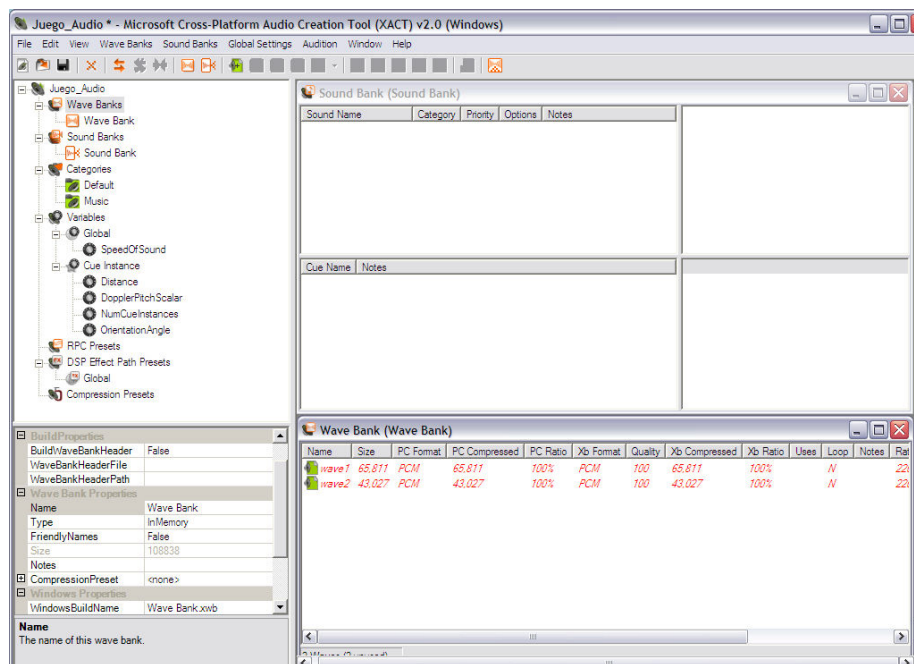 Juego_Audio * - Microsoft Cross-Platform Audio Creation Tool (XACT) v2.0 (Windows)
File Edit View Wave Banks Sound Banks Global Settings Audition Window Help
Juego_Audio
Wave Banks
Wave Bank
Sound Banks
Sound Bank
Categories
Default
Music
Variables
Global
SpeedOfSound
Cue Instance
Distance
DopplerPitchScalar
NumCueInstances
OrientationAngle
RPC Presets
DSP Effect Path Presets
Global
Compression Presets
BuildProperties
BuildWaveBankHeader False
WaveBankHeaderFile
WaveBankHeaderPath
Wave Bank Properties
Name Wave Bank
Type InMemory
FriendlyNames False
Size 108838
Notes
CompressionPreset <none>
Windows Properties
WindowsBuildName Wave Bank.xwb
Name
The name of this wave bank.
Sound Bank (Sound Bank)
Sound Name Category Priority Options Notes
Cue Name Notes
Wave Bank (Wave Bank)
Name Size PC Format PC Compressed PC Ratio Xb Format Quality Xb Compressed Xb Ratio Uses Loop Notes Rat
wave1 65,811 PCM 65,811 100% PCM 100 65,811 100% N 220
wave2 43,027 PCM 43,027 100% PCM 100 43,027 100% N 220